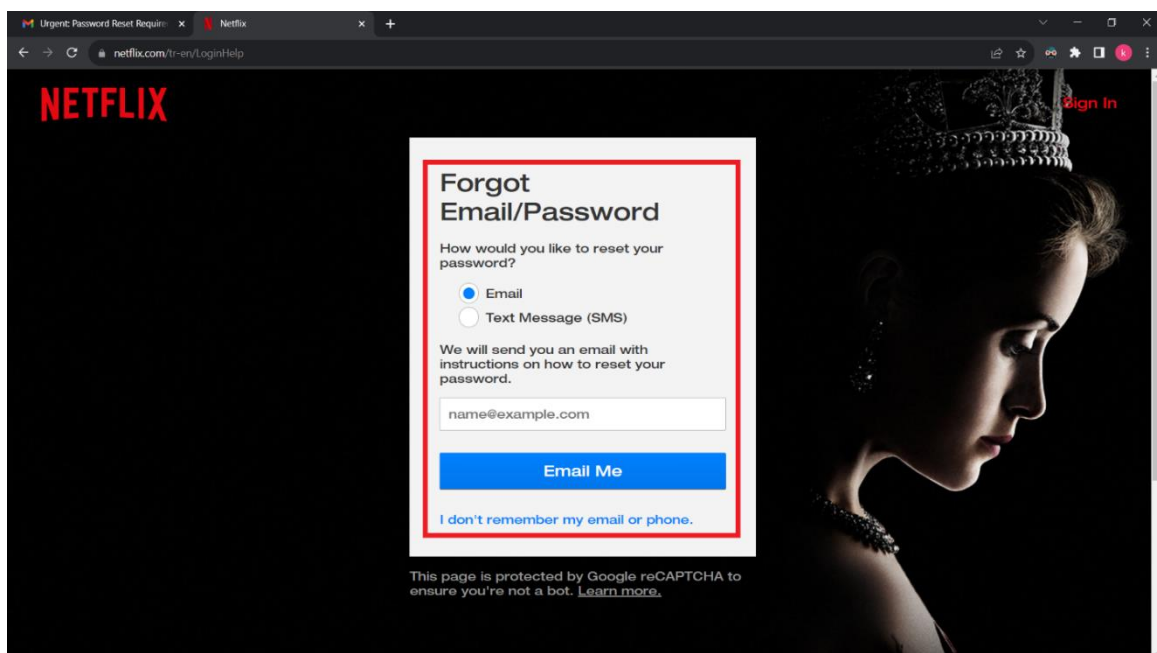 Urgent: Password Reset Require
Netflix
netflix.com/tr-en/LoginHelp
k
NETFLIX
Sign In
Forgot
Email/Password
How would you like to reset your
password?
Email
Text Message (SMS)
We will send you an email with
instructions on how to reset your
password.
name@example.com
Email Me
I don't remember my email or phone.
This page is protected by Google reCAPTCHA to
ensure you're not a bot. Learn more.